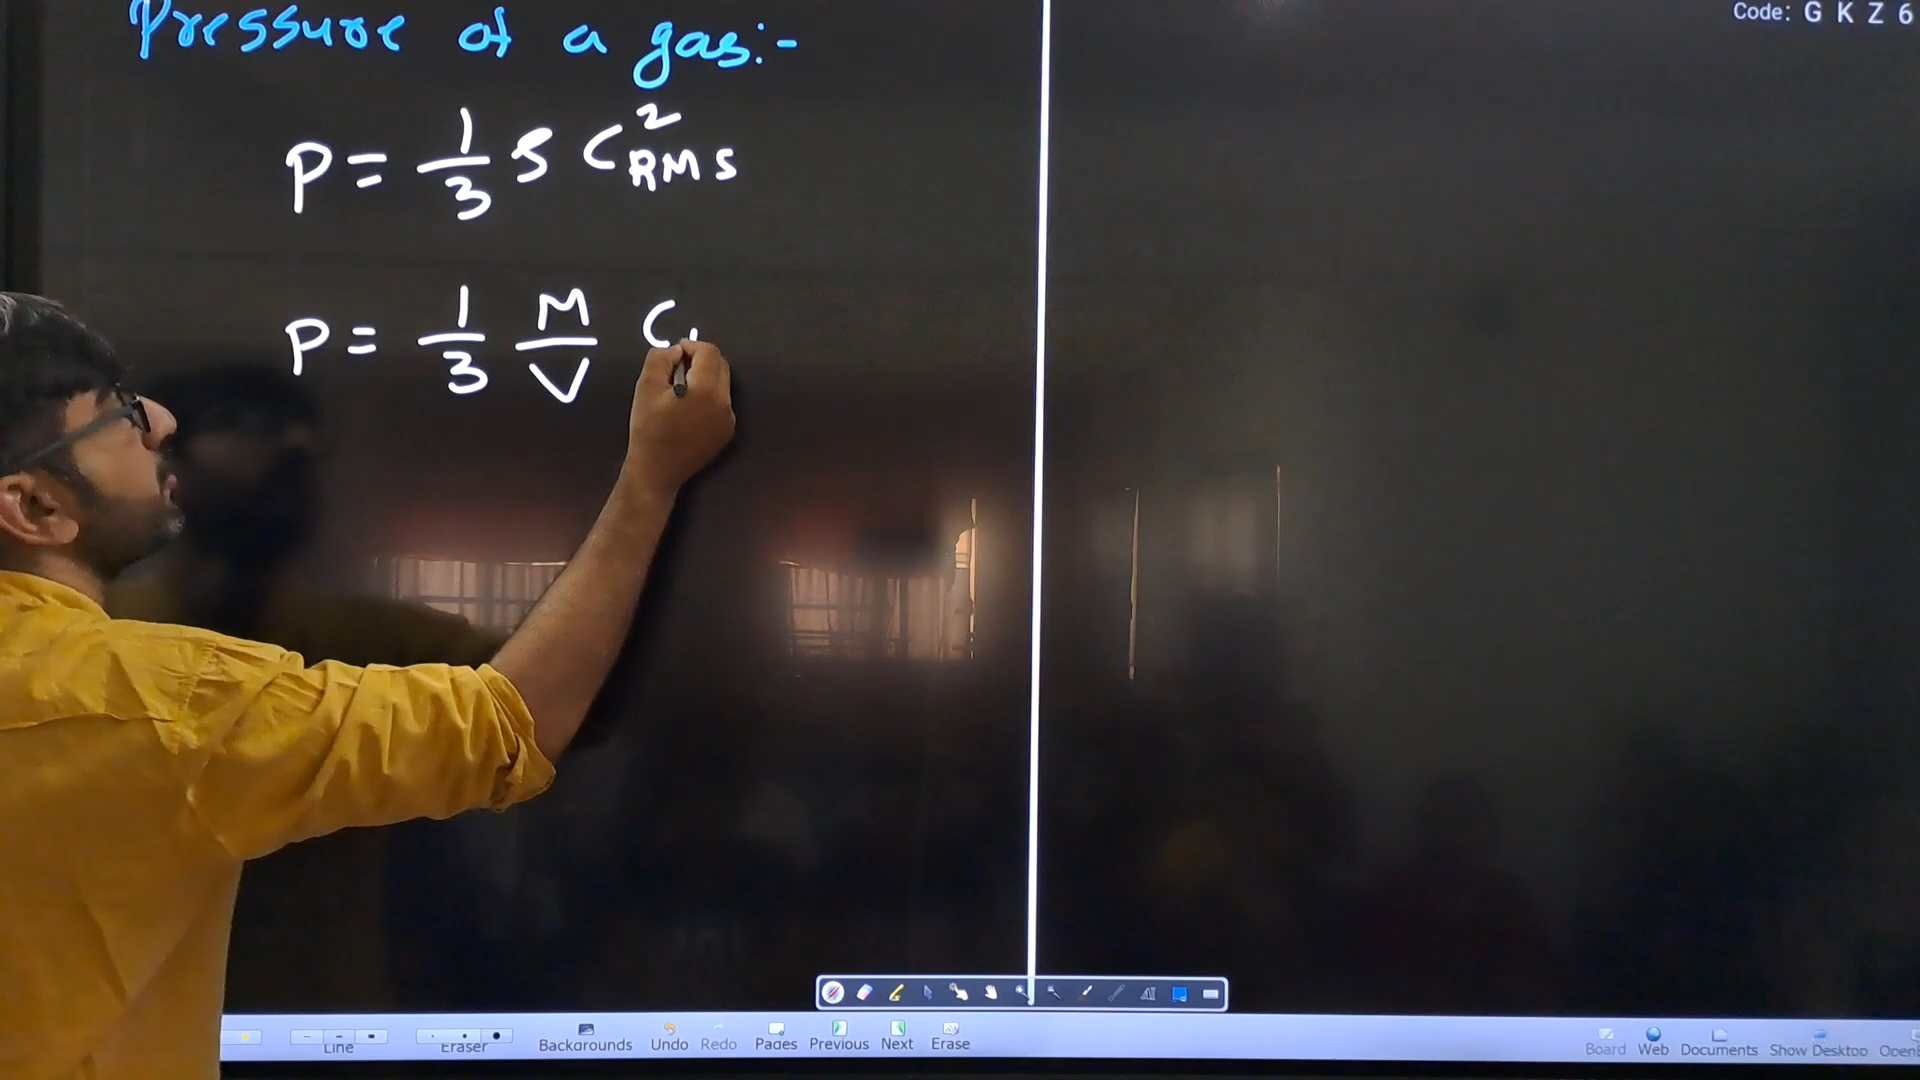 Code: G K Z 6
Pressure of a gas:-
P = 1/3 ρ C²RMS
P = 1/3 M/V C
Line Eraser Backgrounds Undo Redo Pages Previous Next Erase Board Web Documents Show Desktop